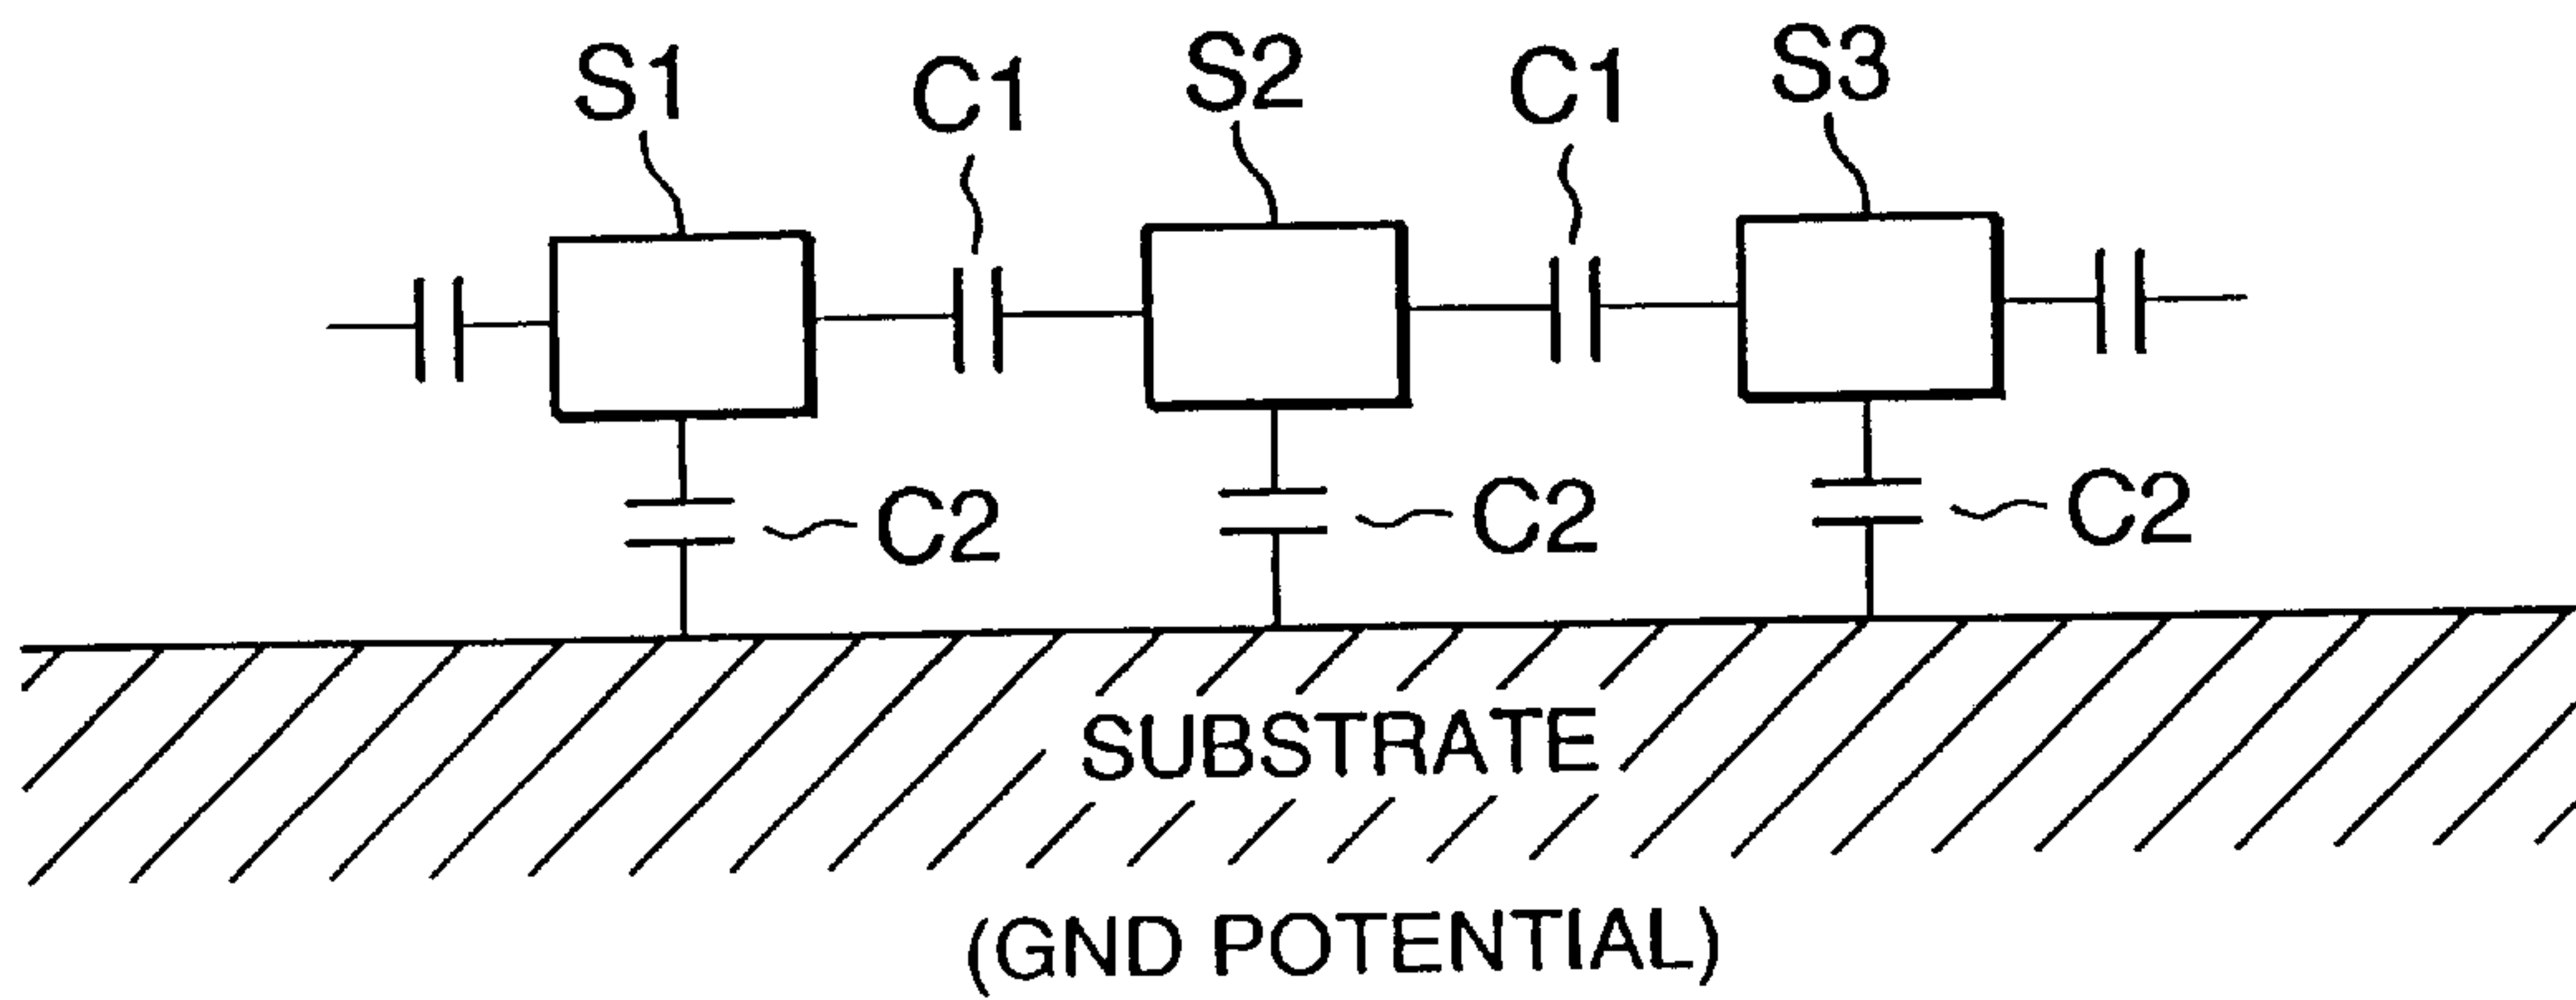 S1 C1 S2 C1 S3
C2 C2 C2
SUBSTRATE
(GND POTENTIAL)